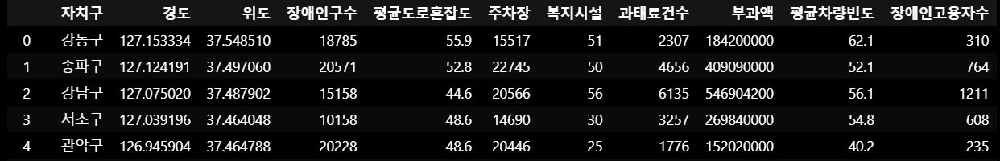 자치구 경도 위도 장애인구수 평균도로혼잡도 주차장 복지시설 과태료건수 부과액 평균차량빈도 장애인고용자수
0 강동구 127.153334 37.548510 18785 55.9 15517 51 2307 184200000 62.1 310
1 송파구 127.124191 37.497060 20571 52.8 22745 50 4656 409090000 52.1 764
2 강남구 127.075020 37.487902 15158 44.6 20566 56 6135 546904200 56.1 1211
3 서초구 127.039196 37.464048 10158 48.6 14690 30 3257 269840000 54.8 608
4 관악구 126.945904 37.464788 20228 48.6 20446 25 1776 152020000 40.2 235